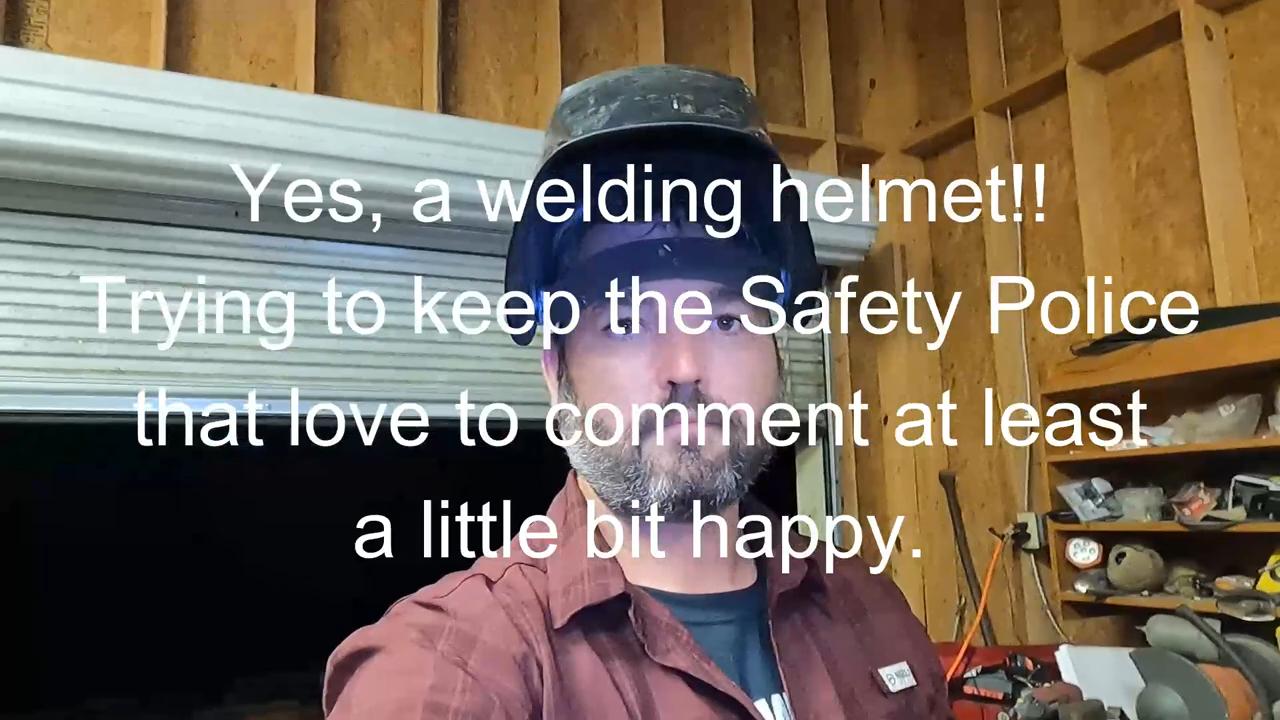 Yes, a welding helmet!!
Trying to keep the Safety Police
that love to comment at least
a little bit happy.